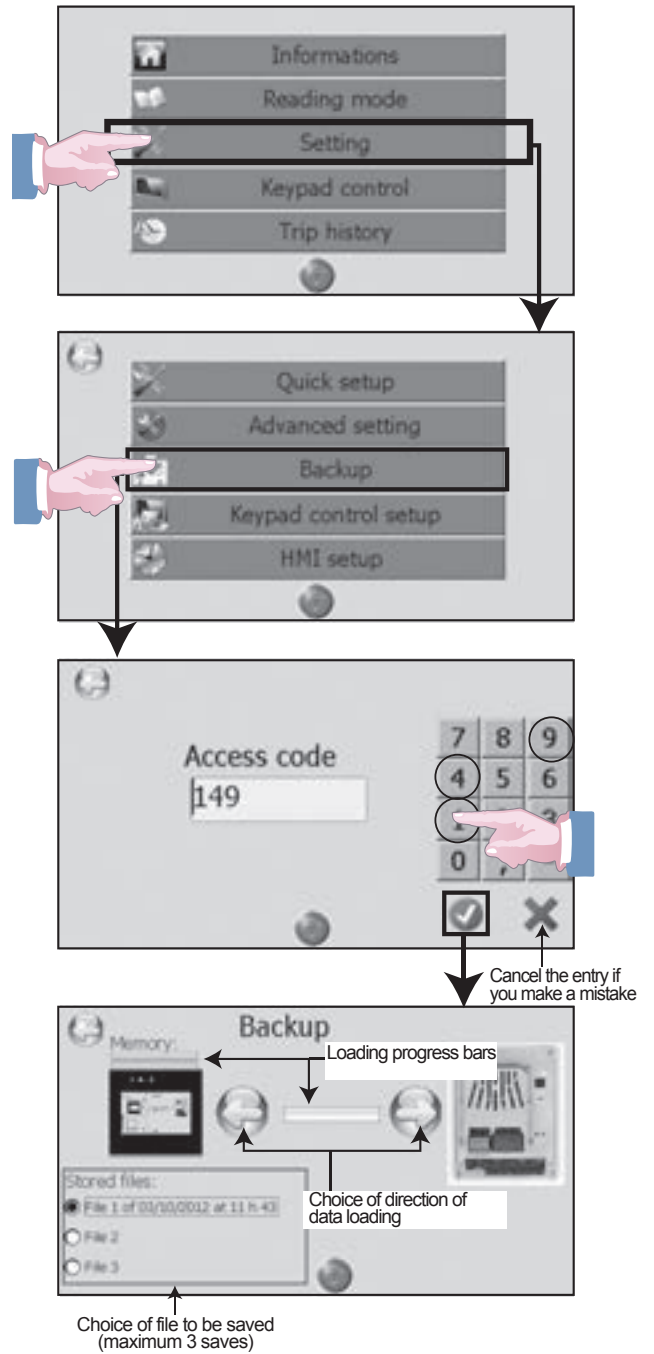 Informations
Reading mode
Setting
Keypad control
Trip history
Quick setup
Advanced setting
Backup
Keypad control setup
HMI setup
Access code
149
7 8 9
4 5 6
1 3
0 ,
Cancel the entry if
you make a mistake
Backup
Memory:
Loading progress bars
Stored files:
File 1 of 03/10/2012 at 11 h 43
File 2
File 3
Choice of direction of
data loading
Choice of file to be saved
(maximum 3 saves)